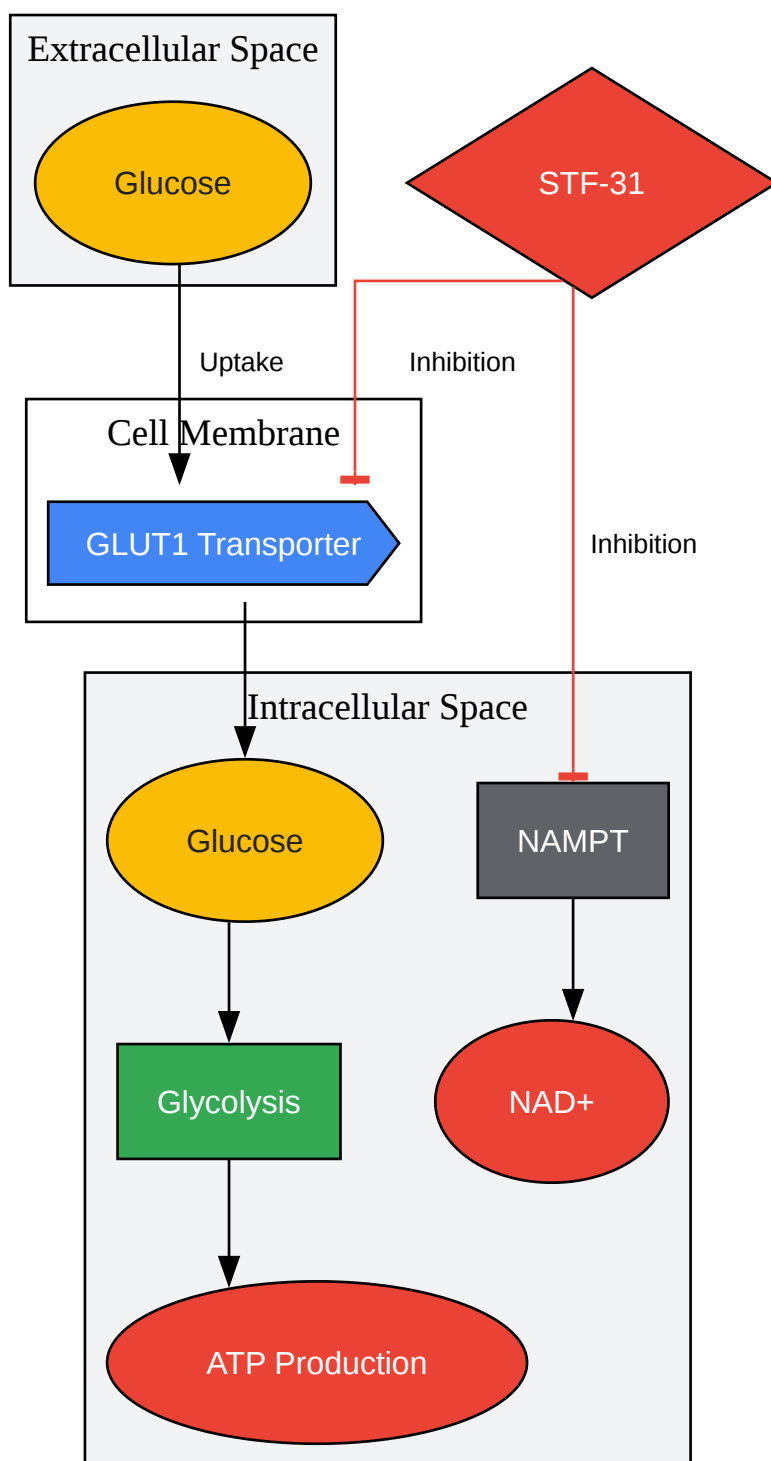 Extracellular Space
Glucose
STF-31
Uptake
Inhibition
Cell Membrane
GLUT1 Transporter
Inhibition
Intracellular Space
Glucose
NAMPT
Glycolysis
NAD+
ATP Production